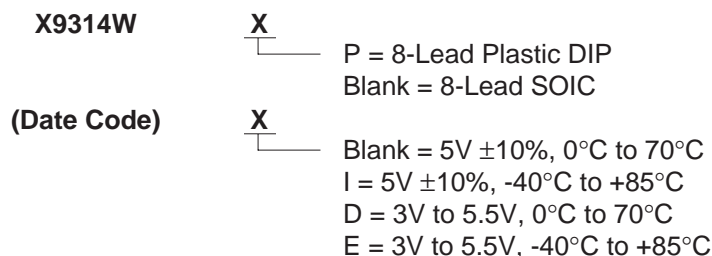 X9314W X
P = 8-Lead Plastic DIP
Blank = 8-Lead SOIC
(Date Code) X
Blank = 5V ±10%, 0°C to 70°C
I = 5V ±10%, -40°C to +85°C
D = 3V to 5.5V, 0°C to 70°C
E = 3V to 5.5V, -40°C to +85°C